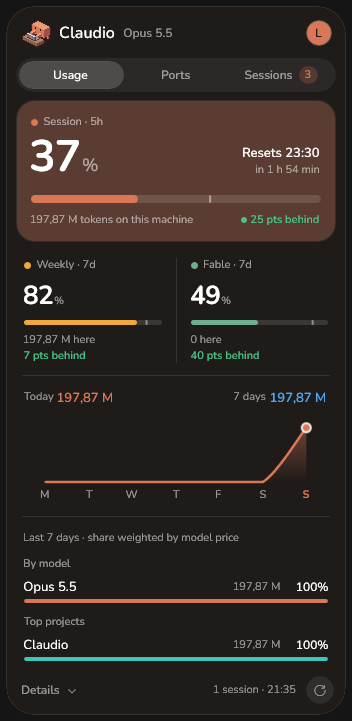 Claudio Opus 5.5 L
Usage Ports Sessions 3
Session · 5h
37 %
Resets 23:30
in 1 h 54 min
197,87 M tokens on this machine 25 pts behind
Weekly · 7d Fable · 7d
82% 49%
197,87 M here 0 here
7 pts behind 40 pts behind
Today 197,87 M 7 days 197,87 M
M T W T F S S
Last 7 days · share weighted by model price
By model
Opus 5.5 197,87 M 100%
Top projects
Claudio 197,87 M 100%
Details 1 session · 21:35